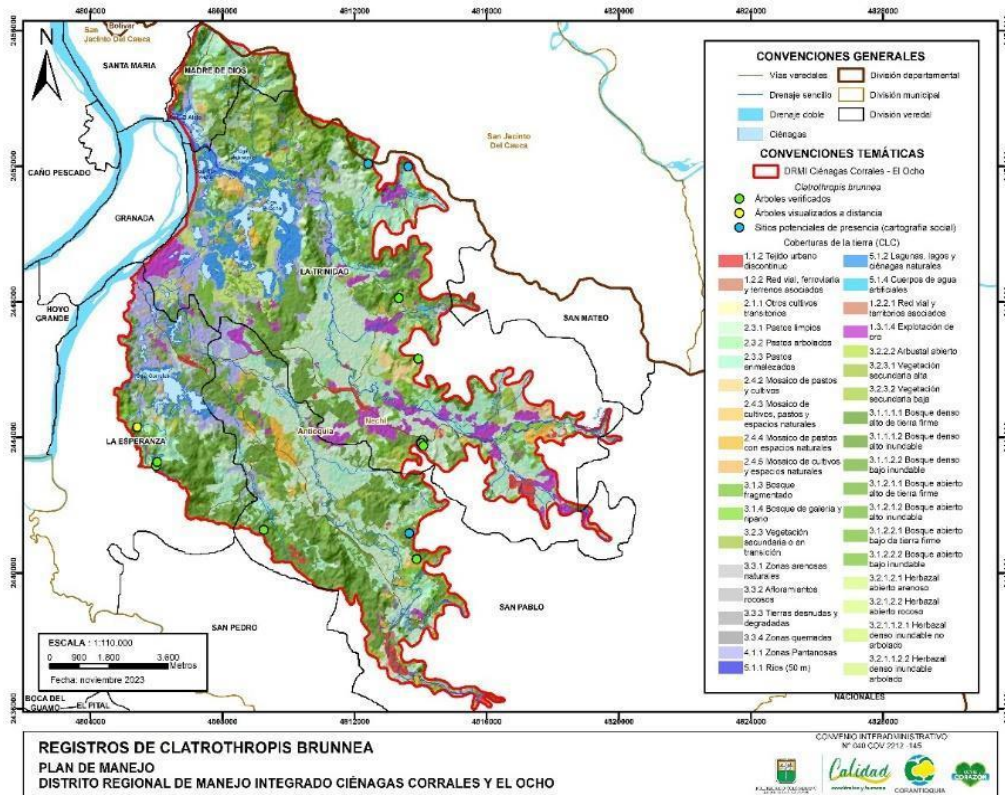 4804000
4808000
4812000
4816000
4820000
4824000
4828000
2456000
2452000
2448000
2444000
2440000
2436000
N
San
Jacinto Del Cauca
Bolívar
SANTA MARIA
MADRE DE DIOS
CAÑO PESCADO
GRANADA
San Jacinto
Del Cauca
LA TRINIDAD
HOYO
GRANDE
SAN MATEO
LA ESPERANZA
Antioquia
Nechí
SAN PEDRO
SAN PABLO
BOCA DEL
GUAMO
EL PITAL
NACIONALES
ESCALA : 1:110.000
0 900 1.800 3.600
Metros
Fecha: noviembre 2023
CONVENCIONES GENERALES
Vías veredales
División departamental
Drenaje sencillo
División municipal
Drenaje doble
División veredal
Ciénagas
CONVENCIONES TEMÁTICAS
DRMI Ciénagas Corrales - El Ocho
Clatrothropis brunnea
Árboles verificados
Árboles visualizados a distancia
Sitios potenciales de presencia (cartografía social)
Coberturas de la tierra (CLC)
1.1.2 Tejido urbano
discontinuo
1.2.2 Red vial, ferroviaria
y terrenos asociados
2.1.1 Otros cultivos
transitorios
2.3.1 Pastos limpios
2.3.2 Pastos arbolados
2.3.3 Pastos
enmalezados
2.4.2 Mosaico de pastos
y cultivos
2.4.3 Mosaico de
cultivos, pastos y
espacios naturales
2.4.4 Mosaico de pastos
con espacios naturales
2.4.5 Mosaico de cultivos
y espacios naturales
3.1.3 Bosque
fragmentado
3.1.4 Bosque de galería y
ripario
3.2.3 Vegetación
secundaria o en
transición
3.3.1 Zonas arenosas
naturales
3.3.2 Afloramientos
rocosos
3.3.3 Tierras desnudas y
degradadas
3.3.4 Zonas quemadas
4.1.1 Zonas Pantanosas
5.1.1 Ríos (50 m)
5.1.2 Lagunas, lagos y
ciénagas naturales
5.1.4 Cuerpos de agua
artificiales
1.2.2.1 Red vial y
territorios asociados
1.3.1.4 Explotación de
oro
3.2.2.2 Arbustal abierto
3.2.3.1 Vegetación
secundaria alta
3.2.3.2 Vegetación
secundaria baja
3.1.1.1.1 Bosque denso
alto de tierra firme
3.1.1.1.2 Bosque denso
alto inundable
3.1.1.2.2 Bosque denso
bajo inundable
3.1.2.1.1 Bosque abierto
alto de tierra firme
3.1.2.1.2 Bosque abierto
alto inundable
3.1.2.2.1 Bosque abierto
bajo de tierra firme
3.1.2.2.2 Bosque abierto
bajo inundable
3.2.1.2.1 Herbazal
abierto arenoso
3.2.1.2.2 Herbazal
abierto rocoso
3.2.1.1.2.1 Herbazal
denso inundable no
arbolado
3.2.1.1.2.2 Herbazal
denso inundable
arbolado
REGISTROS DE CLATROTHROPIS BRUNNEA
PLAN DE MANEJO
DISTRITO REGIONAL DE MANEJO INTEGRADO CIÉNAGAS CORRALES Y EL OCHO
CONVENIO INTERADMINISTRATIVO
N° 040 COV 2212 -145
Calidad
CORANTIOQUIA
CORAZÓN